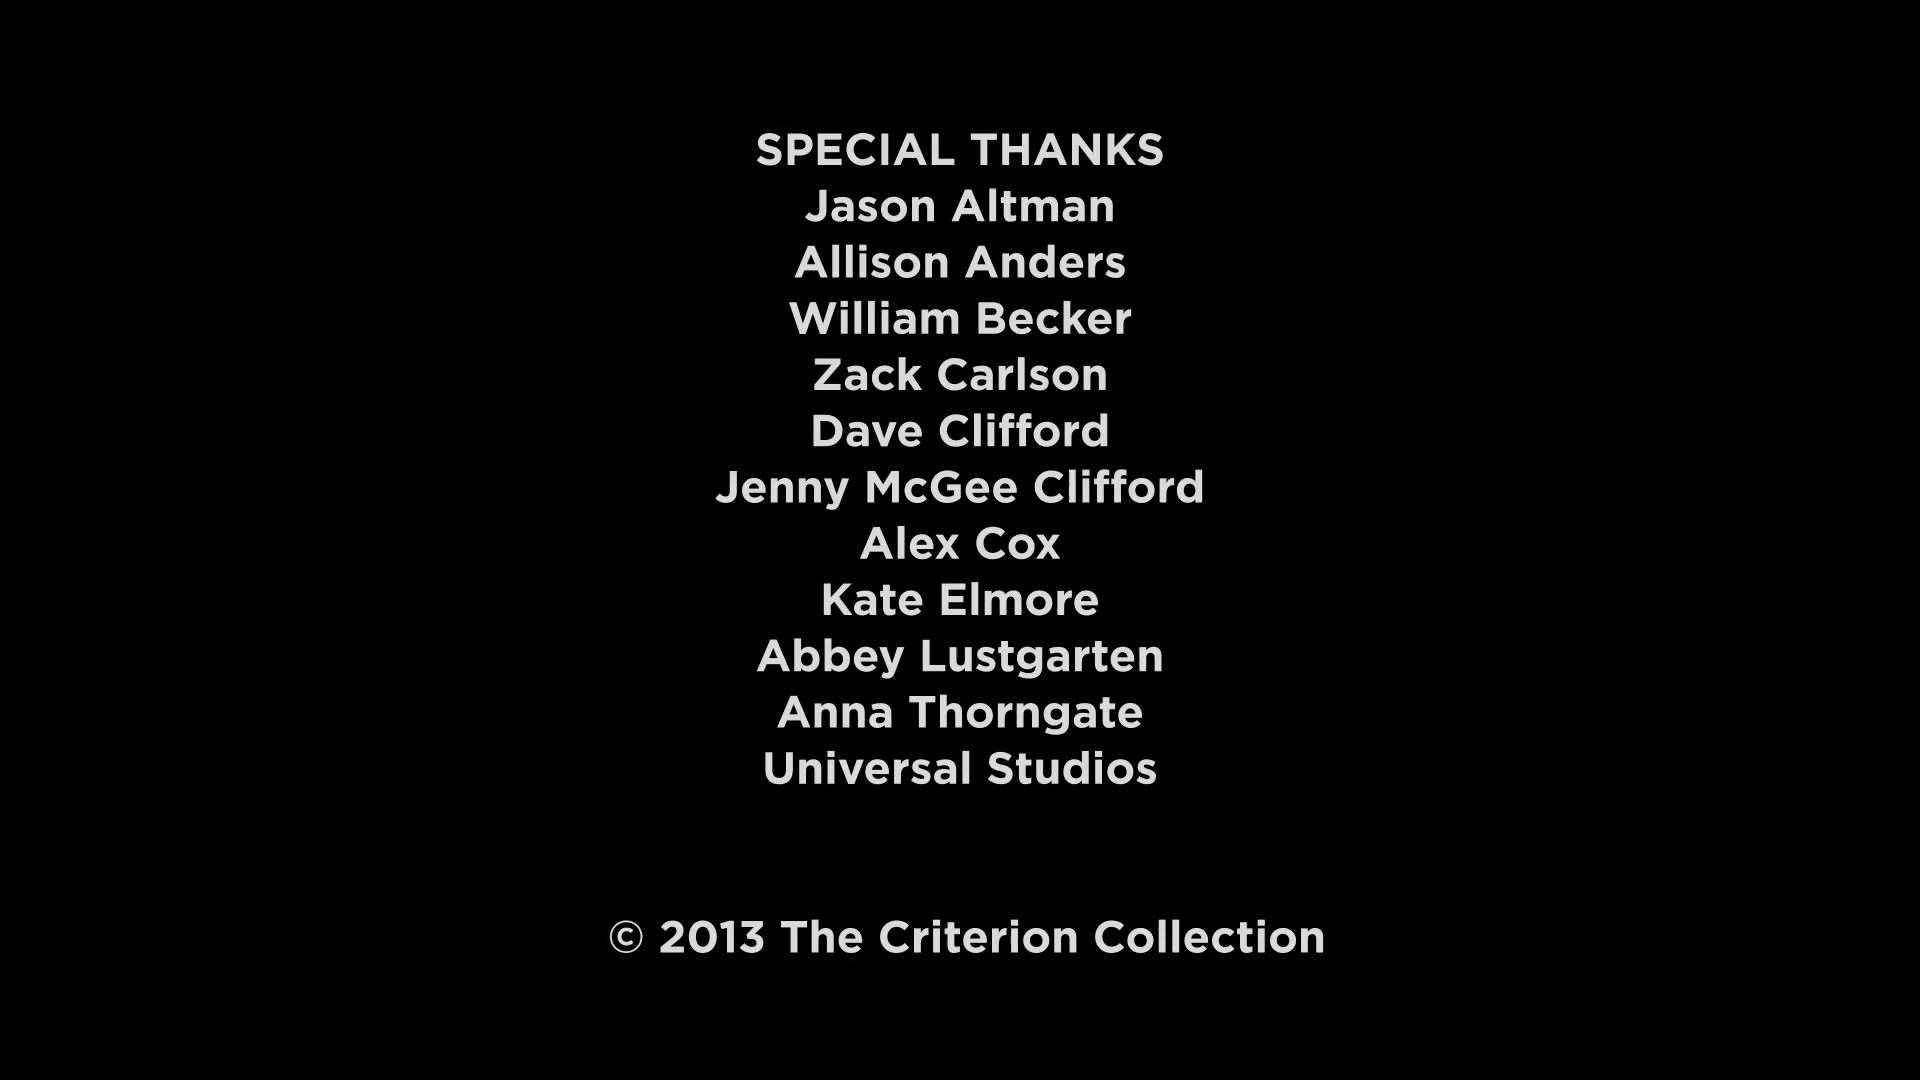 SPECIAL THANKS
Jason Altman
Allison Anders
William Becker
Zack Carlson
Dave Clifford
Jenny McGee Clifford
Alex Cox
Kate Elmore
Abbey Lustgarten
Anna Thorngate
Universal Studios
© 2013 The Criterion Collection